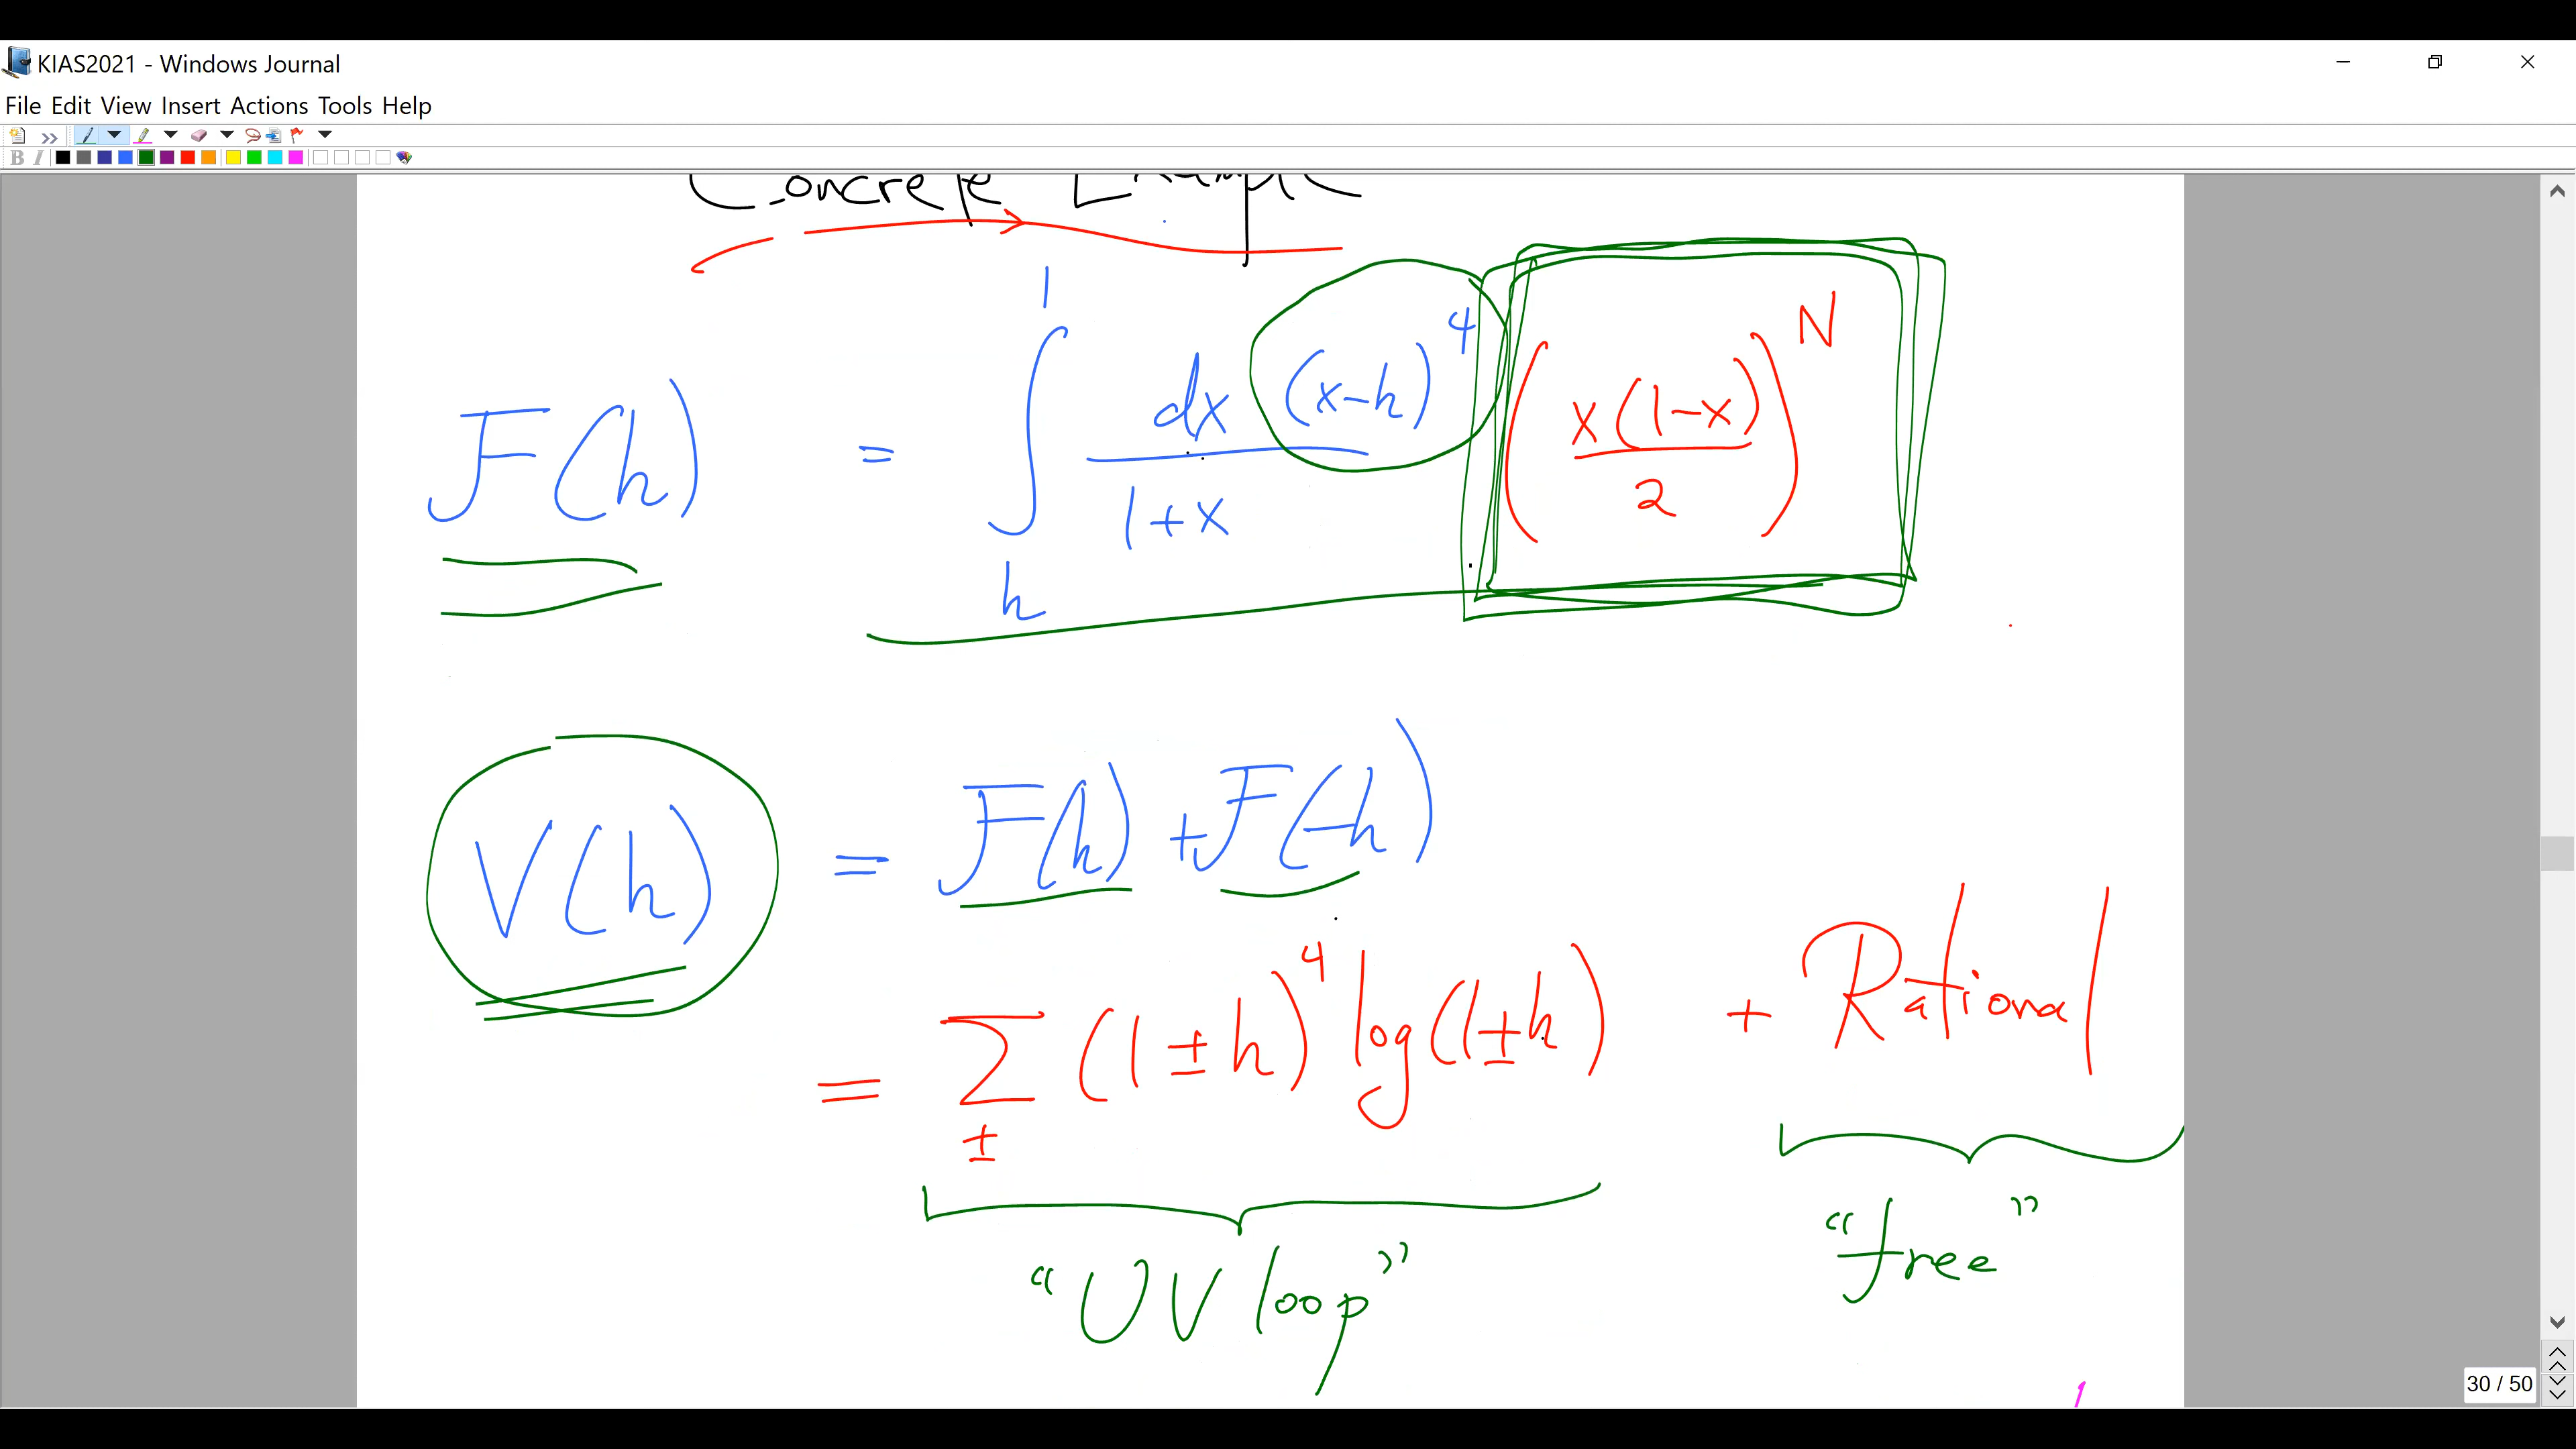 KIAS2021 - Windows Journal
File Edit View Insert Actions Tools Help
B I
Concrete Example
F(h) = ∫_h^1 dx (x-h)^4 / (1+x) (x(1-x)/2)^N
V(h) = F(h) + F(-h)
= Σ_± (1±h)^4 log(1±h) + Rational
"UV loop" "free"
30 / 50